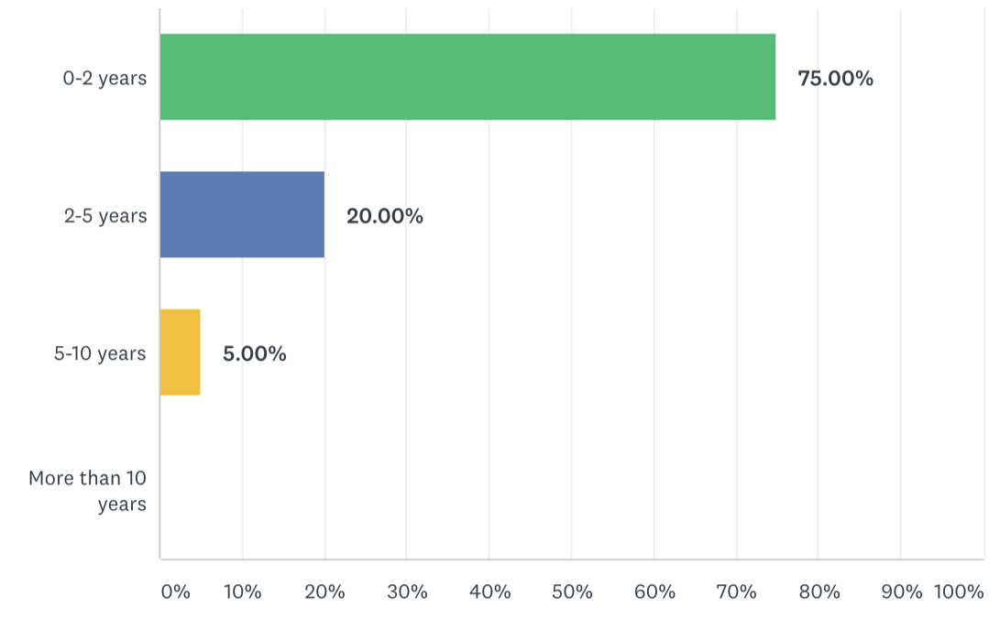 0-2 years
75.00%
2-5 years
20.00%
5-10 years
5.00%
More than 10
years
0% 10% 20% 30% 40% 50% 60% 70% 80% 90% 100%